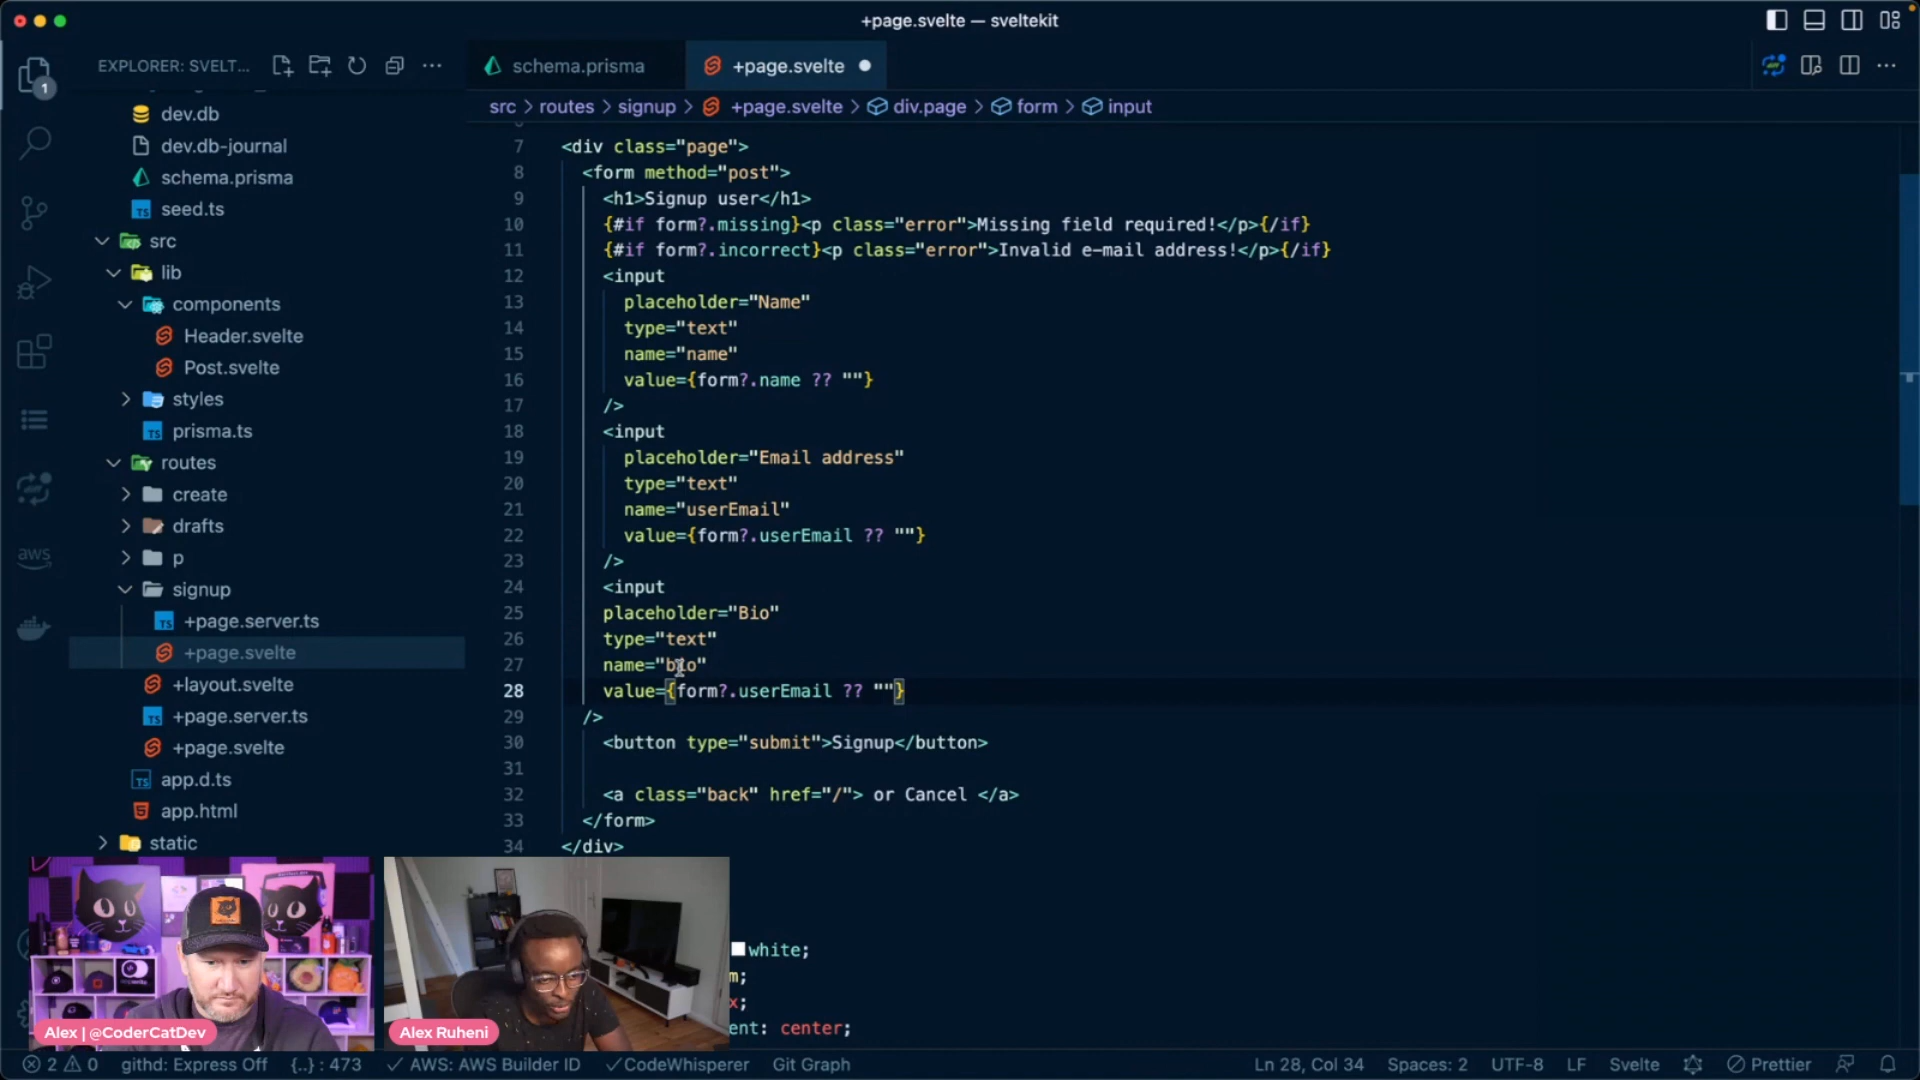 +page.svelte — sveltekit
EXPLORER: SVELT...
schema.prisma
+page.svelte
1
src > routes > signup > +page.svelte > div.page > form > input
dev.db
dev.db-journal
schema.prisma
seed.ts
src
lib
components
Header.svelte
Post.svelte
styles
prisma.ts
routes
create
drafts
p
signup
+page.server.ts
+page.svelte
+layout.svelte
+page.server.ts
+page.svelte
app.d.ts
app.html
static
aws
7 <div class="page">
8 <form method="post">
9 <h1>Signup user</h1>
10 {#if form?.missing}<p class="error">Missing field required!</p>{/if}
11 {#if form?.incorrect}<p class="error">Invalid e-mail address!</p>{/if}
12 <input
13 placeholder="Name"
14 type="text"
15 name="name"
16 value={form?.name ?? ""}
17 />
18 <input
19 placeholder="Email address"
20 type="text"
21 name="userEmail"
22 value={form?.userEmail ?? ""}
23 />
24 <input
25 placeholder="Bio"
26 type="text"
27 name="bio"
28 value={form?.userEmail ?? ""}
29 />
30 <button type="submit">Signup</button>
31
32 <a class="back" href="/"> or Cancel </a>
33 </form>
34 </div>
white;
m;
x;
ent: center;
Alex | @CoderCatDev
Alex Ruheni
2 0 githd: Express Off {..} : 473 ✓ AWS: AWS Builder ID ✓ CodeWhisperer Git Graph Ln 28, Col 34 Spaces: 2 UTF-8 LF Svelte Prettier